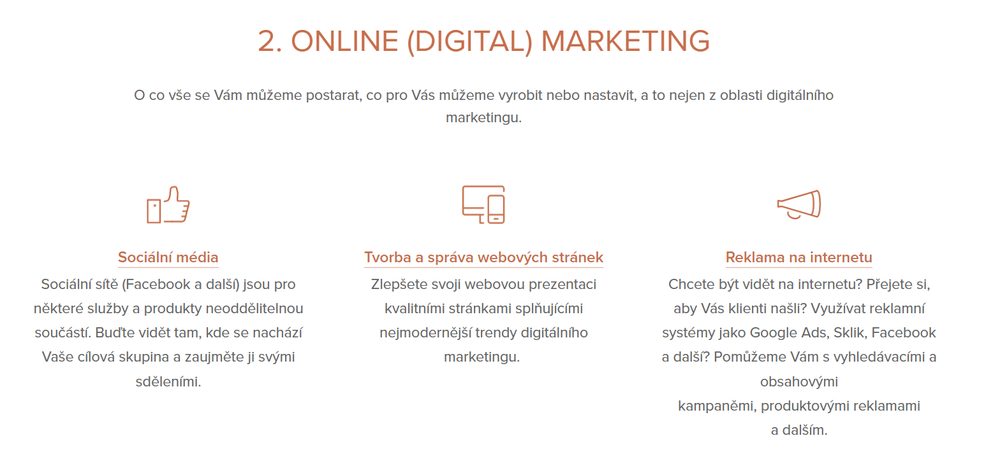 2. ONLINE (DIGITAL) MARKETING
O co vše se Vám můžeme postarat, co pro Vás můžeme vyrobit nebo nastavit, a to nejen z oblasti digitálního
marketingu.
Sociální média
Sociální sítě (Facebook a další) jsou pro
některé služby a produkty neoddělitelnou
součástí. Buďte vidět tam, kde se nachází
Vaše cílová skupina a zaujměte ji svými
sděleními.
Tvorba a správa webových stránek
Zlepšete svoji webovou prezentaci
kvalitními stránkami splňujícími
nejmodernější trendy digitálního
marketingu.
Reklama na internetu
Chcete být vidět na internetu? Přejete si,
aby Vás klienti našli? Využívat reklamní
systémy jako Google Ads, Sklik, Facebook
a další? Pomůžeme Vám s vyhledávacími a
obsahovými
kampaněmi, produktovými reklamami
a dalším.